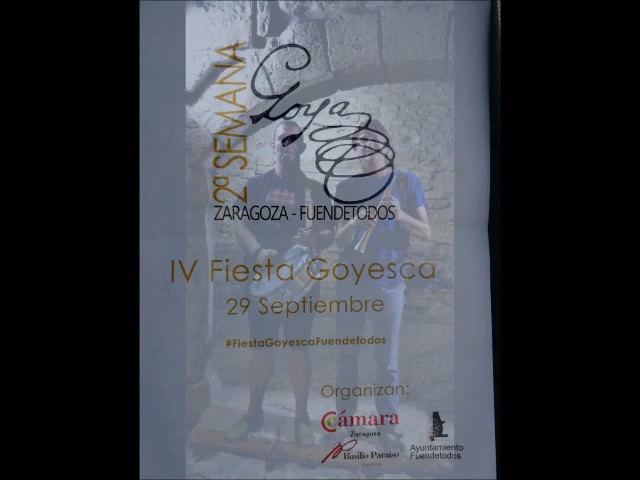 2ª SEMANA
Goya
ZARAGOZA - FUENDETODOS
IV Fiesta Goyesca
29 Septiembre
#FiestaGoyescaFuendetodos
Organizan:
Cámara
Zaragoza
Basilio Paraíso
Ayuntamiento
Fuendetodos